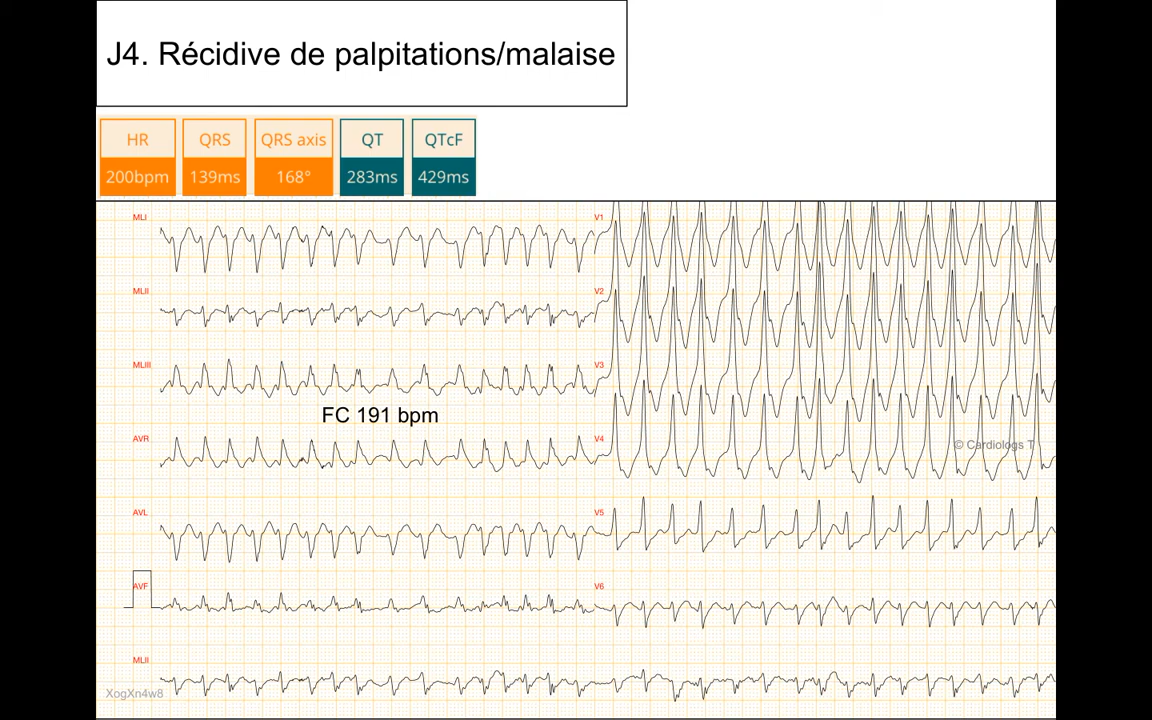 J4. Récidive de palpitations/malaise
HR QRS QRS axis QT QTcF
200bpm 139ms 168° 283ms 429ms
MLI V1
MLII V2
MLIII V3
FC 191 bpm
AVR V4
© Cardiologs T
AVL V5
AVF V6
MLII
XogXn4w8